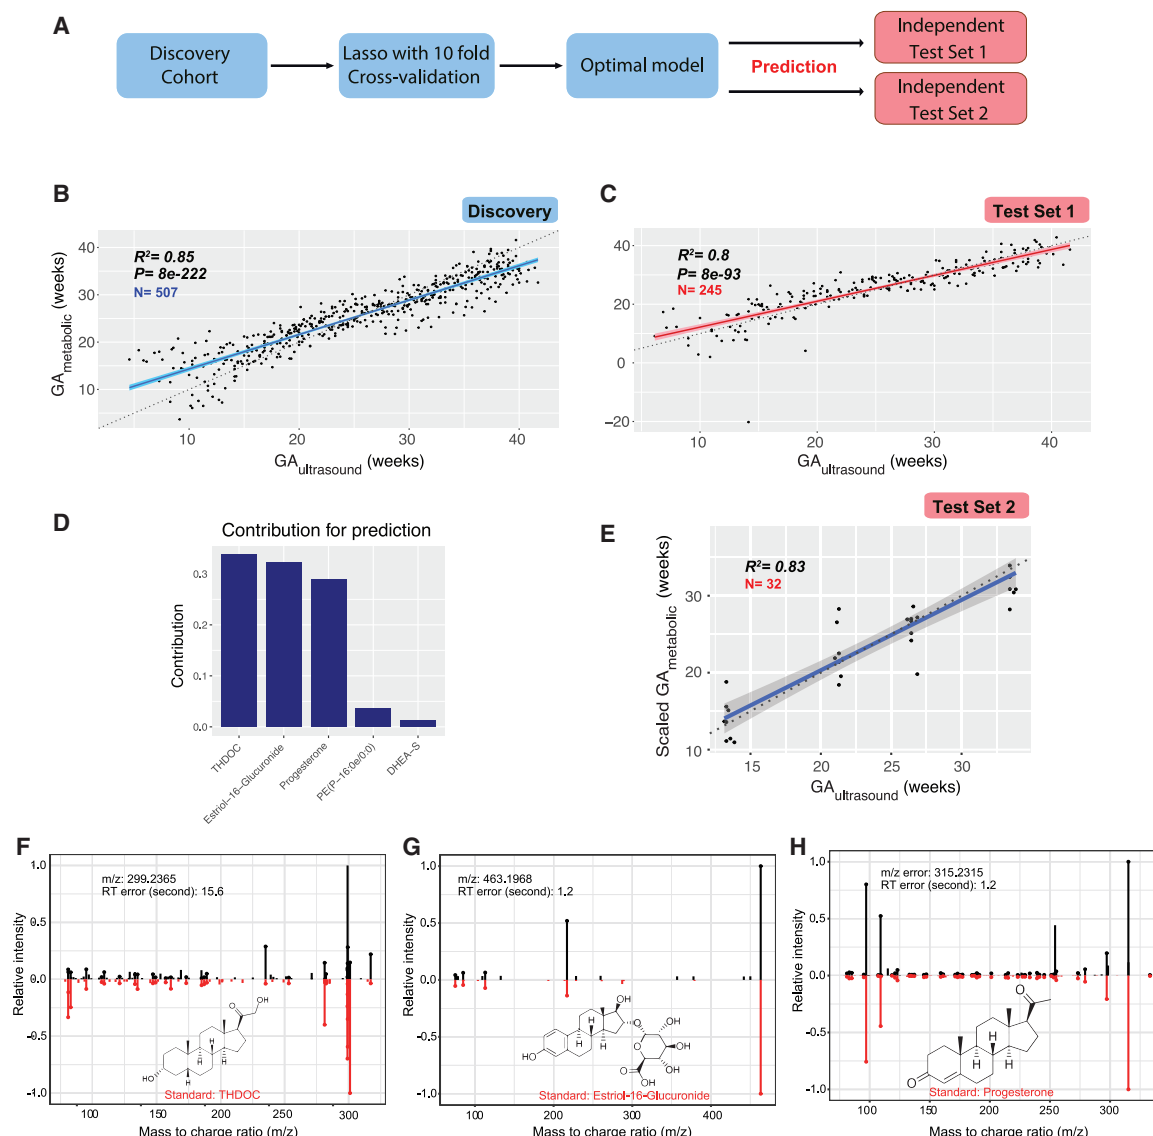 A
Discovery
Cohort
Lasso with 10 fold
Cross-validation
Optimal model
Prediction
Independent
Test Set 1
Independent
Test Set 2
B
Discovery
R²= 0.85
P= 8e-222
N= 507
GAmetabolic (weeks)
40
30
20
10
10 20 30 40
GAultrasound (weeks)
C
Test Set 1
R²= 0.8
P= 8e-93
N= 245
40
20
0
−20
10 20 30 40
GAultrasound (weeks)
D
Contribution for prediction
Contribution
0.3
0.2
0.1
0.0
THDOC
Estriol−16−Glucuronide
Progesterone
PE(P−16:0e/0:0)
DHEA−S
E
Test Set 2
R²= 0.83
N= 32
Scaled GAmetabolic (weeks)
30
20
10
15 20 25 30
GAultrasound (weeks)
F
m/z: 299.2365
RT error (second): 15.6
Relative intensity
1.0
0.5
0.0
-0.5
-1.0
OH
O
H
H
H
H
HO
Standard: THDOC
100 150 200 250 300
Mass to charge ratio (m/z)
G
m/z: 463.1968
RT error (second): 1.2
Relative intensity
1.0
0.5
0.0
-0.5
-1.0
OH
H
H
H
HO
O
OH
O
OH
OH
O
OH
Standard: Estriol-16-Glucuronide
100 200 300 400
Mass to charge ratio (m/z)
H
m/z error: 315.2315
RT error (second): 1.2
Relative intensity
1.0
0.5
0.0
-0.5
-1.0
O
H
H
H
O
Standard: Progesterone
100 150 200 250 300
Mass to charge ratio (m/z)